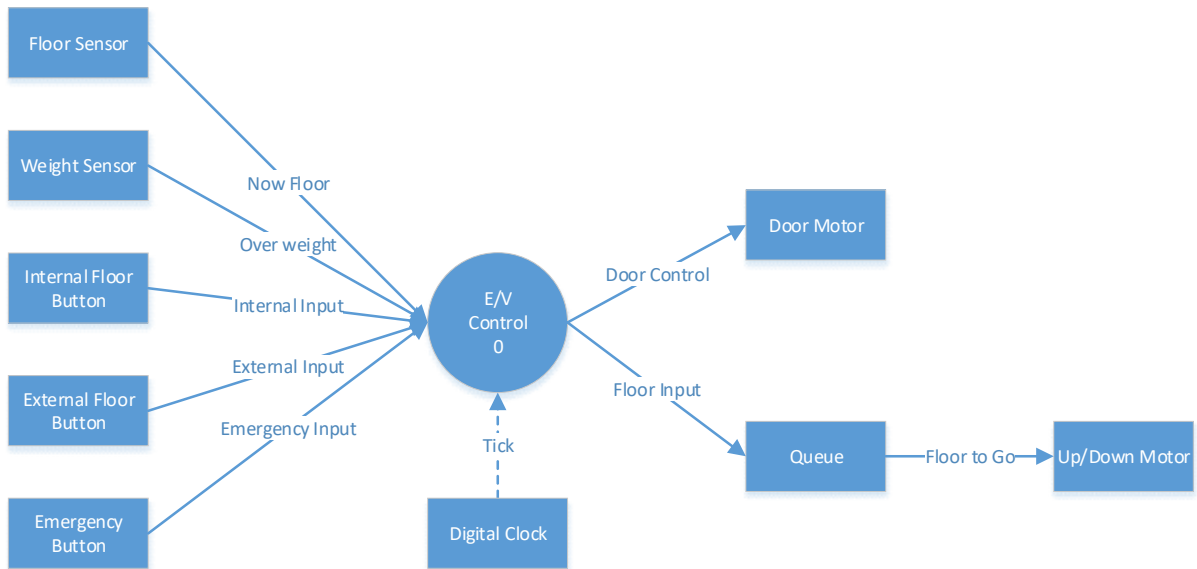 Floor Sensor
Weight Sensor
Now Floor
Door Motor
Over weight
Door Control
Internal Floor
Button
Internal Input
E/V
Control
0
External Input
Floor Input
External Floor
Button
Emergency Input
Tick
Queue
Floor to Go
Up/Down Motor
Emergency
Button
Digital Clock